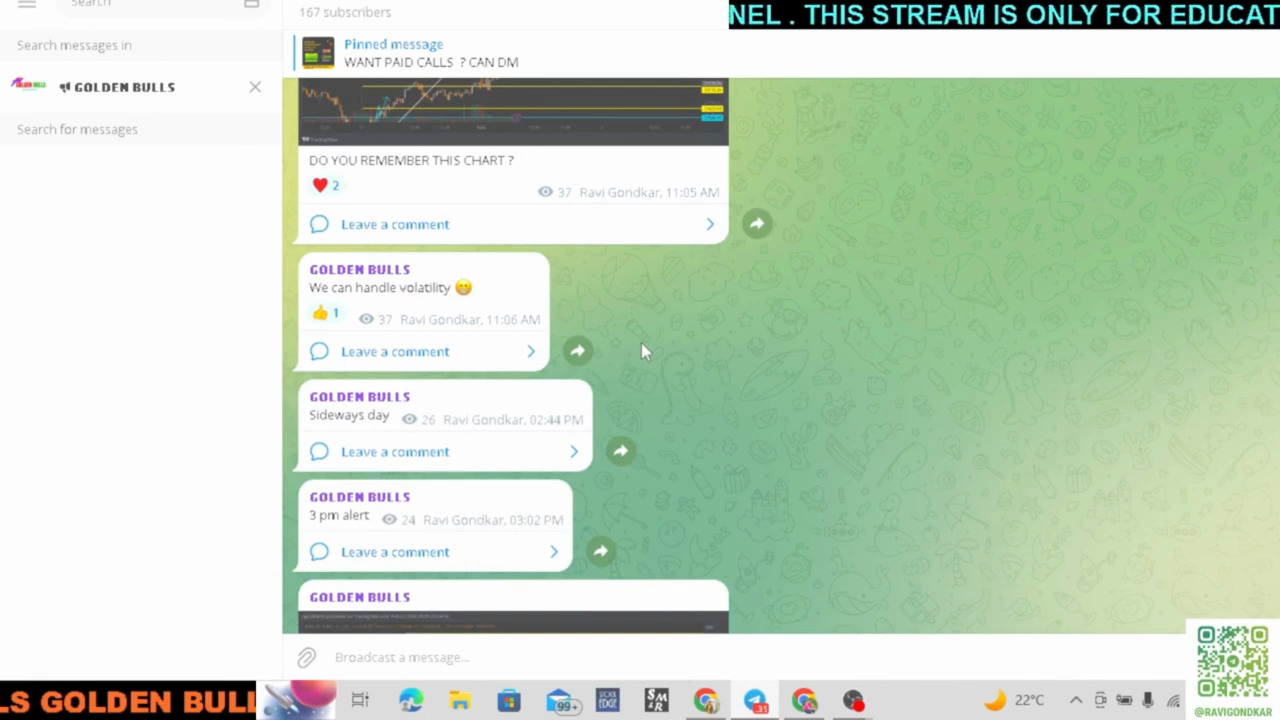 Search
167 subscribers
NEL . THIS STREAM IS ONLY FOR EDUCAT
Search messages in
Pinned message
WANT PAID CALLS ? CAN DM
GOLDEN BULLS
Search for messages
DO YOU REMEMBER THIS CHART ?
2
37 Ravi Gondkar, 11:05 AM
Leave a comment
GOLDEN BULLS
We can handle volatility
1
37 Ravi Gondkar, 11:06 AM
Leave a comment
GOLDEN BULLS
Sideways day 26 Ravi Gondkar, 02:44 PM
Leave a comment
GOLDEN BULLS
3 pm alert 24 Ravi Gondkar, 03:02 PM
Leave a comment
GOLDEN BULLS
Broadcast a message...
LS GOLDEN BULL
99+
22°C
@RAVIGONDKAR